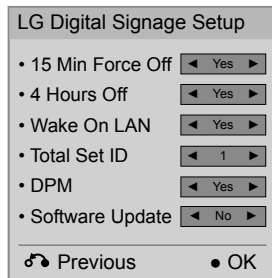 LG Digital Signage Setup
• 15 Min Force Off ◄ Yes ►
• 4 Hours Off ◄ Yes ►
• Wake On LAN ◄ Yes ►
• Total Set ID ◄ 1 ►
• DPM ◄ Yes ►
• Software Update ◄ No ►
Previous ● OK